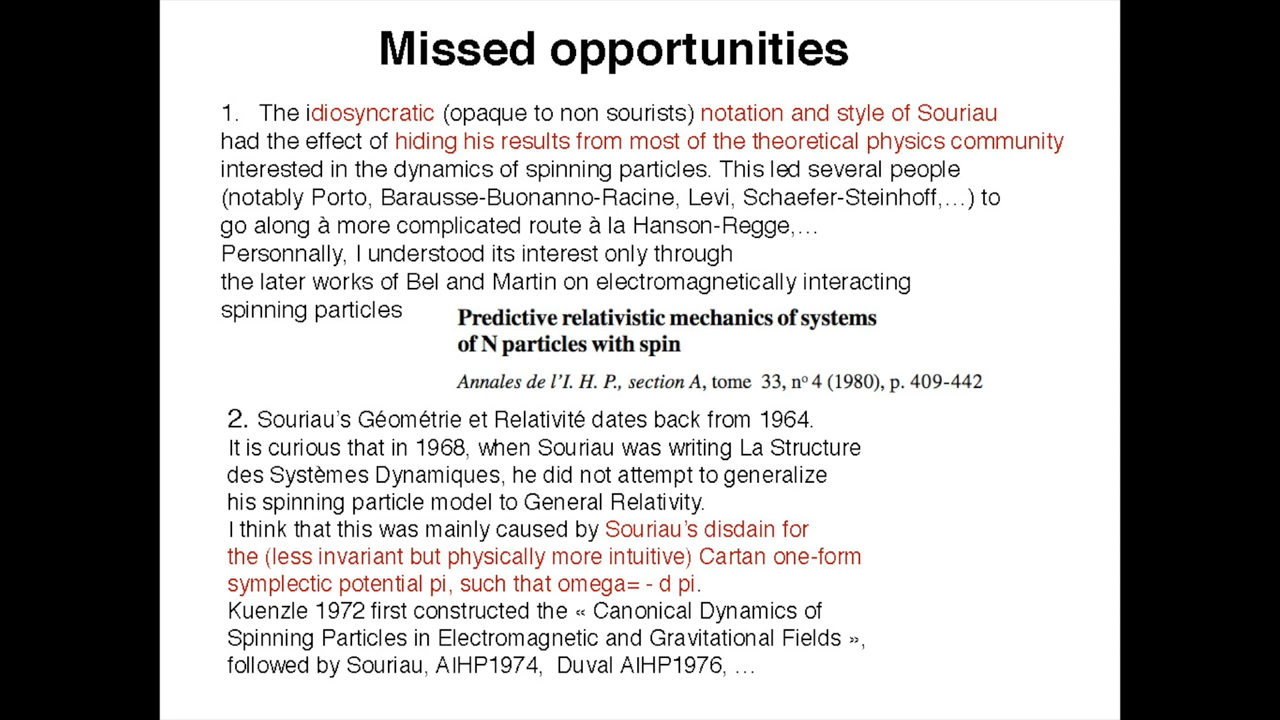 Missed opportunities
1. The idiosyncratic (opaque to non sourists) notation and style of Souriau
had the effect of hiding his results from most of the theoretical physics community
interested in the dynamics of spinning particles. This led several people
(notably Porto, Barausse-Buonanno-Racine, Levi, Schaefer-Steinhoff,...) to
go along à more complicated route à la Hanson-Regge,...
Personnally, I understood its interest only through
the later works of Bel and Martin on electromagnetically interacting
spinning particles
Predictive relativistic mechanics of systems
of N particles with spin
Annales de l'I. H. P., section A, tome 33, nº 4 (1980), p. 409-442
2. Souriau's Géométrie et Relativité dates back from 1964.
It is curious that in 1968, when Souriau was writing La Structure
des Systèmes Dynamiques, he did not attempt to generalize
his spinning particle model to General Relativity.
I think that this was mainly caused by Souriau's disdain for
the (less invariant but physically more intuitive) Cartan one-form
symplectic potential pi, such that omega= - d pi.
Kuenzle 1972 first constructed the « Canonical Dynamics of
Spinning Particles in Electromagnetic and Gravitational Fields »,
followed by Souriau, AIHP1974, Duval AIHP1976, ...